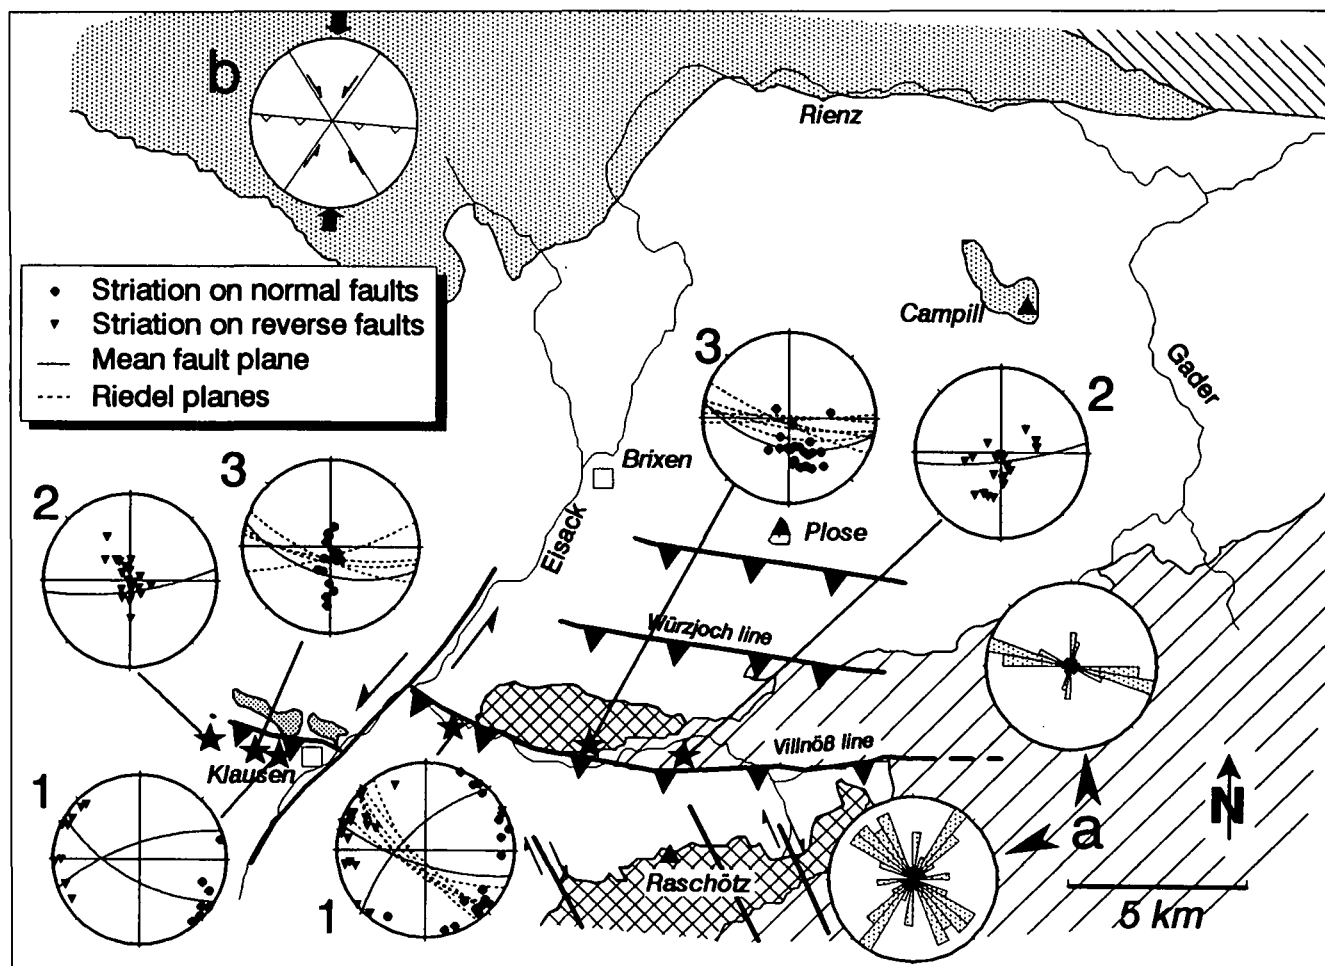 b
Rienz
Striation on normal faults
Striation on reverse faults
Mean fault plane
Riedel planes
Campill
Gader
3
2
Brixen
Eisack
Plose
2
3
Würzjoch line
Villnöß line
Klausen
1
1
Raschötz
a
N
5 km